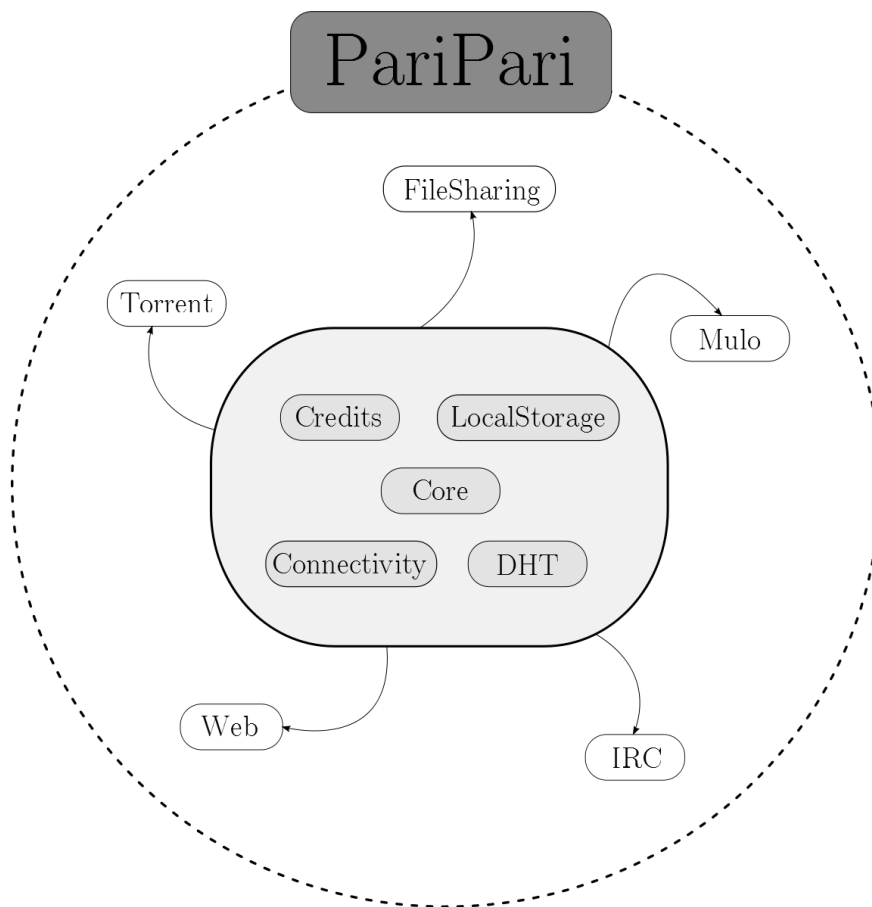 PariPari
FileSharing
Torrent
Mulo
Credits
LocalStorage
Core
Connectivity
DHT
Web
IRC